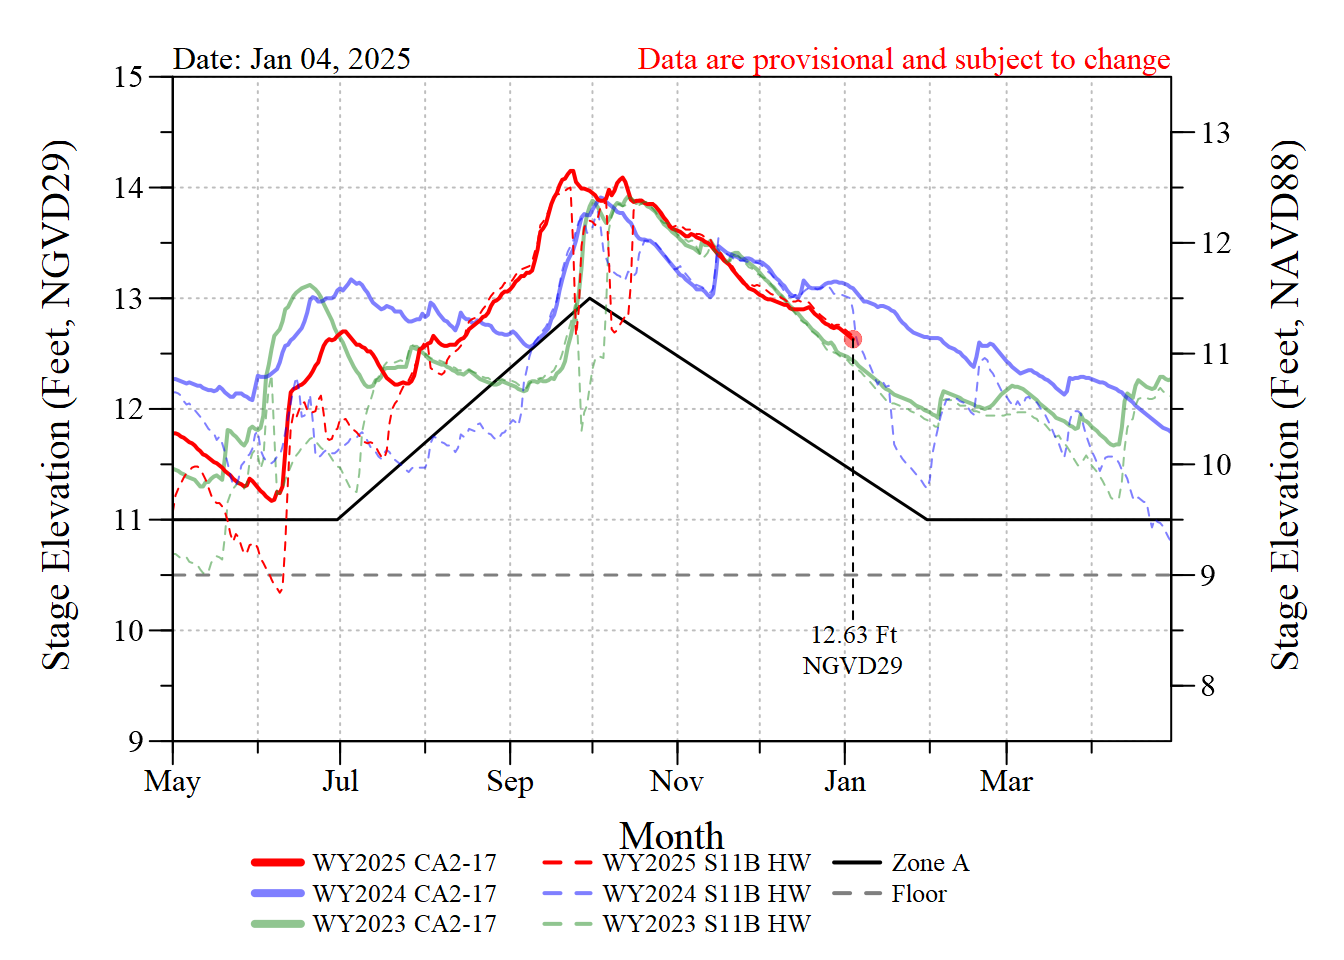 Date: Jan 04, 2025
Data are provisional and subject to change
15
14
13
12
11
10
9
Stage Elevation (Feet, NGVD29)
13
12
11
10
9
8
Stage Elevation (Feet, NAVD88)
12.63 Ft
NGVD29
May Jul Sep Nov Jan Mar
Month
WY2025 CA2-17 WY2025 S11B HW Zone A
WY2024 CA2-17 WY2024 S11B HW Floor
WY2023 CA2-17 WY2023 S11B HW